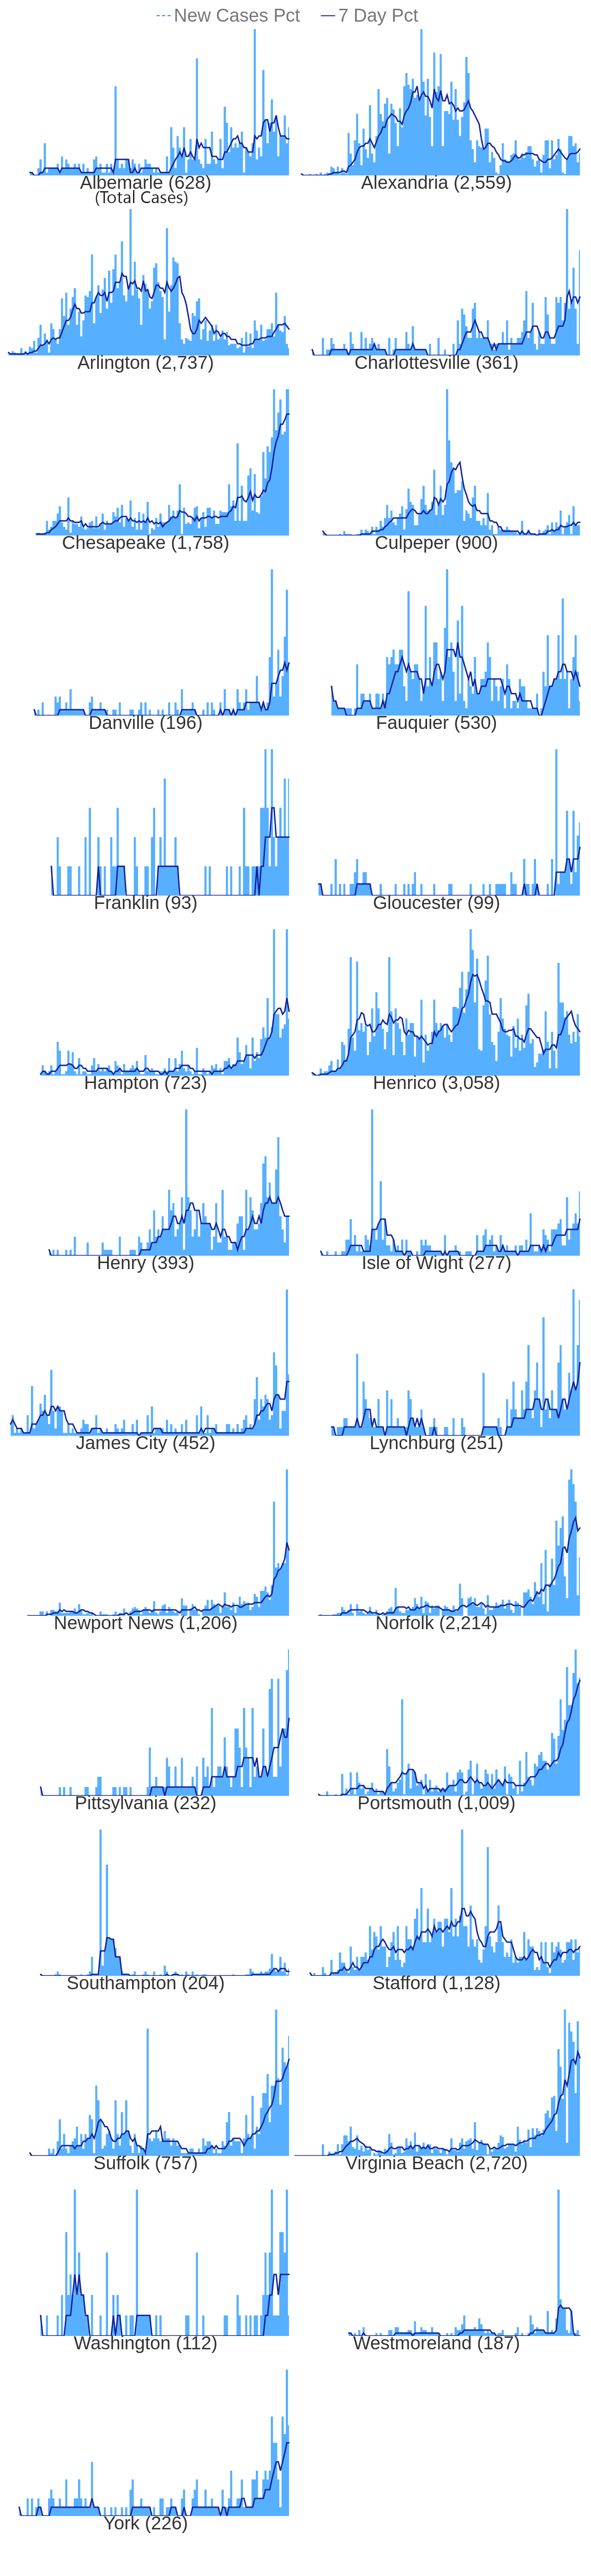 New Cases Pct 7 Day Pct
Albemarle (628) Alexandria (2,559)
(Total Cases)
Arlington (2,737) Charlottesville (361)
Chesapeake (1,758) Culpeper (900)
Danville (196) Fauquier (530)
Franklin (93) Gloucester (99)
Hampton (723) Henrico (3,058)
Henry (393) Isle of Wight (277)
James City (452) Lynchburg (251)
Newport News (1,206) Norfolk (2,214)
Pittsylvania (232) Portsmouth (1,009)
Southampton (204) Stafford (1,128)
Suffolk (757) Virginia Beach (2,720)
Washington (112) Westmoreland (187)
York (226)